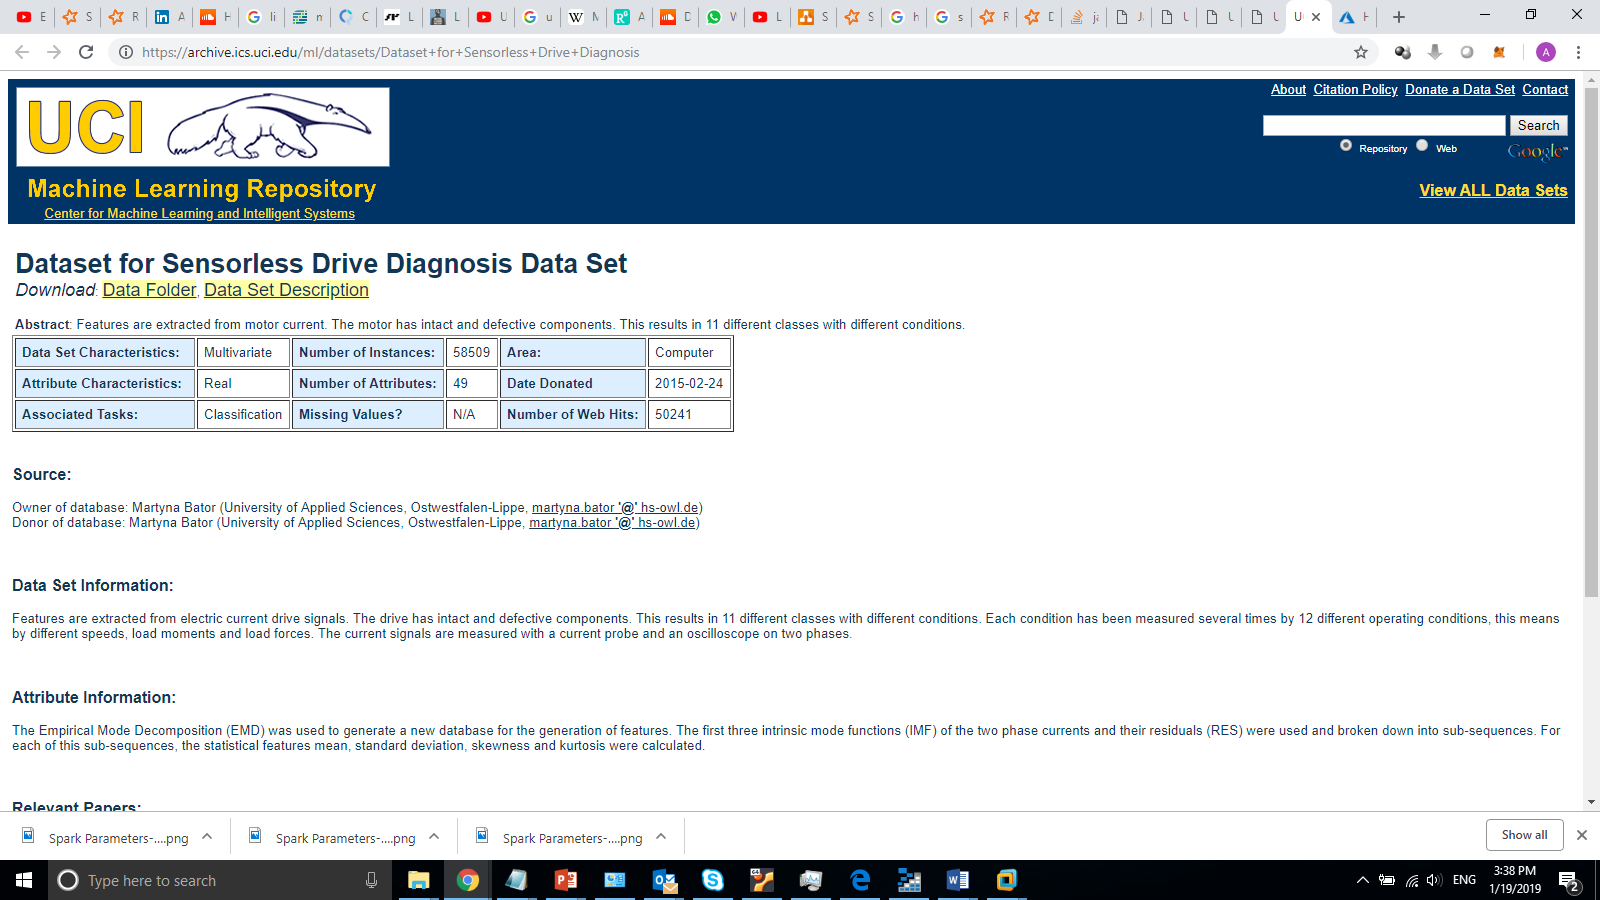 E
S
R
A
H
li
n
C
L
L
U
u
M
A
D
V
L
S
S
h
s
R
D
ja
Ja
U
U
U
U
H
https://archive.ics.uci.edu/ml/datasets/Dataset+for+Sensorless+Drive+Diagnosis
A
UCI
About Citation Policy Donate a Data Set Contact
Search
Repository Web Google™
Machine Learning Repository
View ALL Data Sets
Center for Machine Learning and Intelligent Systems
Dataset for Sensorless Drive Diagnosis Data Set
Download: Data Folder, Data Set Description
Abstract: Features are extracted from motor current. The motor has intact and defective components. This results in 11 different classes with different conditions.
Data Set Characteristics: Multivariate Number of Instances: 58509 Area: Computer
Attribute Characteristics: Real Number of Attributes: 49 Date Donated 2015-02-24
Associated Tasks: Classification Missing Values? N/A Number of Web Hits: 50241
Source:
Owner of database: Martyna Bator (University of Applied Sciences, Ostwestfalen-Lippe, martyna.bator '@' hs-owl.de)
Donor of database: Martyna Bator (University of Applied Sciences, Ostwestfalen-Lippe, martyna.bator '@' hs-owl.de)
Data Set Information:
Features are extracted from electric current drive signals. The drive has intact and defective components. This results in 11 different classes with different conditions. Each condition has been measured several times by 12 different operating conditions, this means
by different speeds, load moments and load forces. The current signals are measured with a current probe and an oscilloscope on two phases.
Attribute Information:
The Empirical Mode Decomposition (EMD) was used to generate a new database for the generation of features. The first three intrinsic mode functions (IMF) of the two phase currents and their residuals (RES) were used and broken down into sub-sequences. For
each of this sub-sequences, the statistical features mean, standard deviation, skewness and kurtosis were calculated.
Relevant Papers:
Spark Parameters-....png Spark Parameters-....png Spark Parameters-....png Show all
Type here to search
ENG
3:38 PM
1/19/2019
2